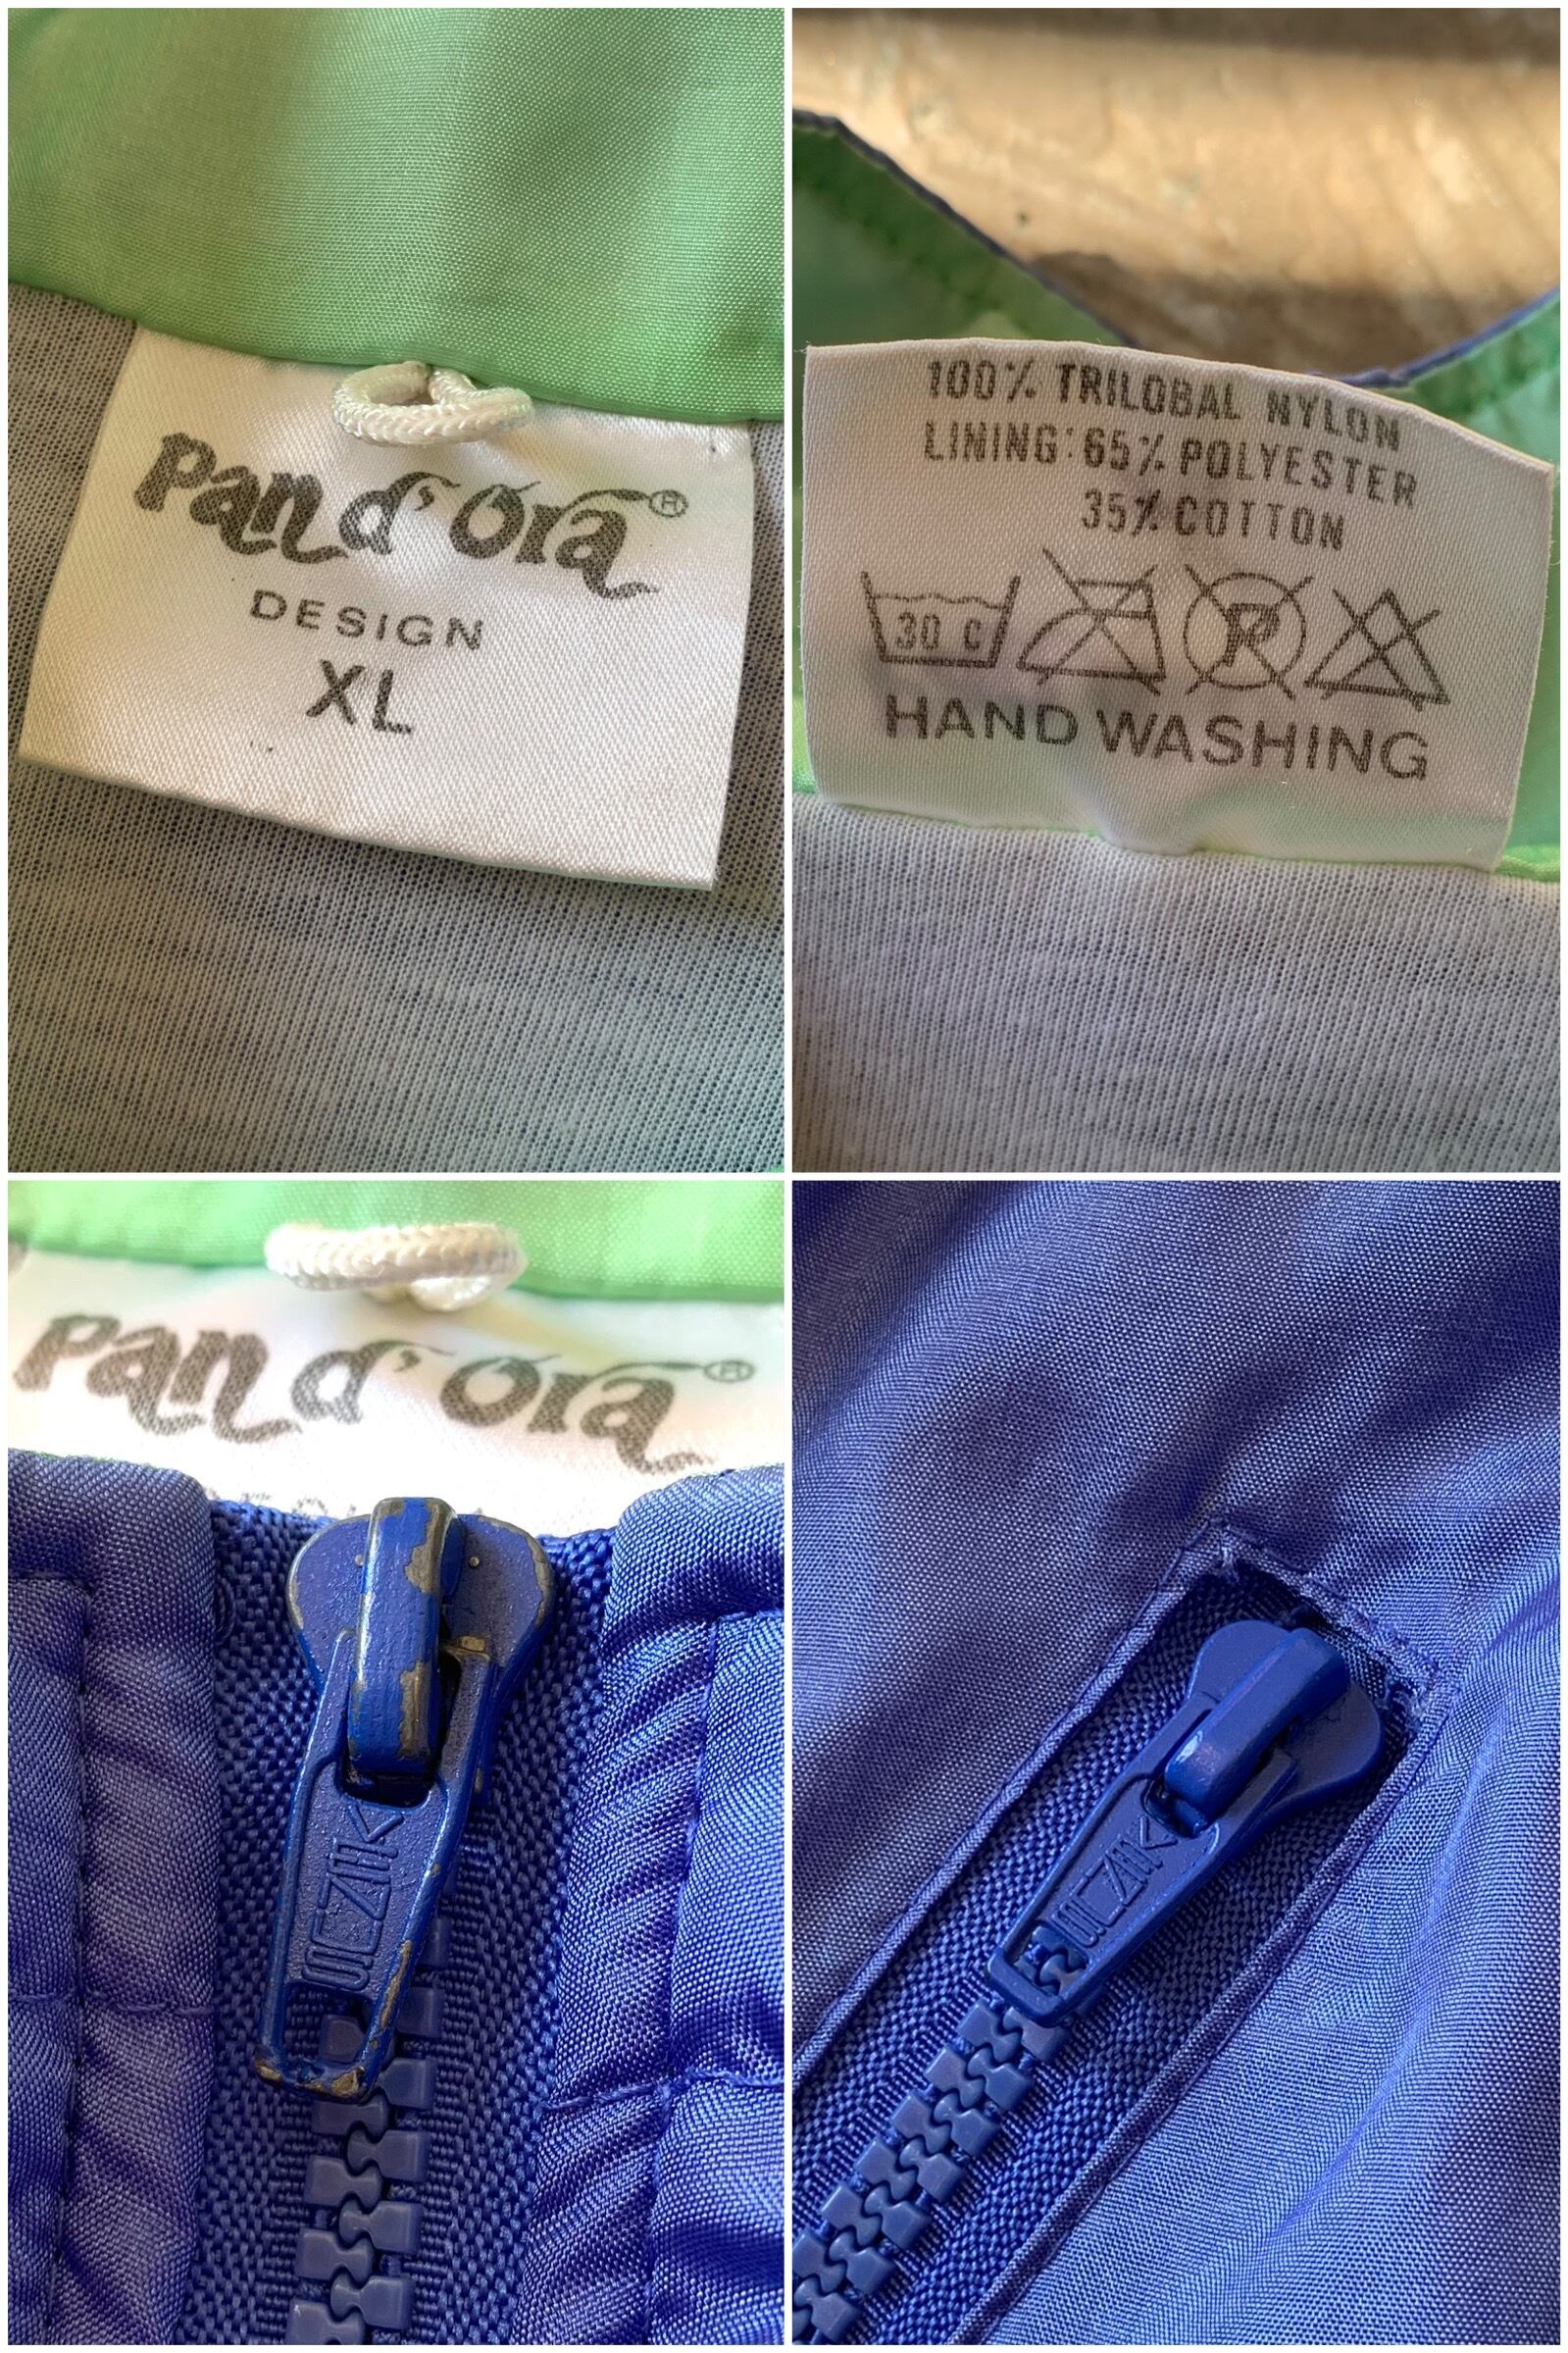 Pan d'Ora®
DESIGN
XL
100% TRILOBAL NYLON
LINING: 65% POLYESTER
35% COTTON
30 C
P
HAND WASHING
Pan d'Ora®